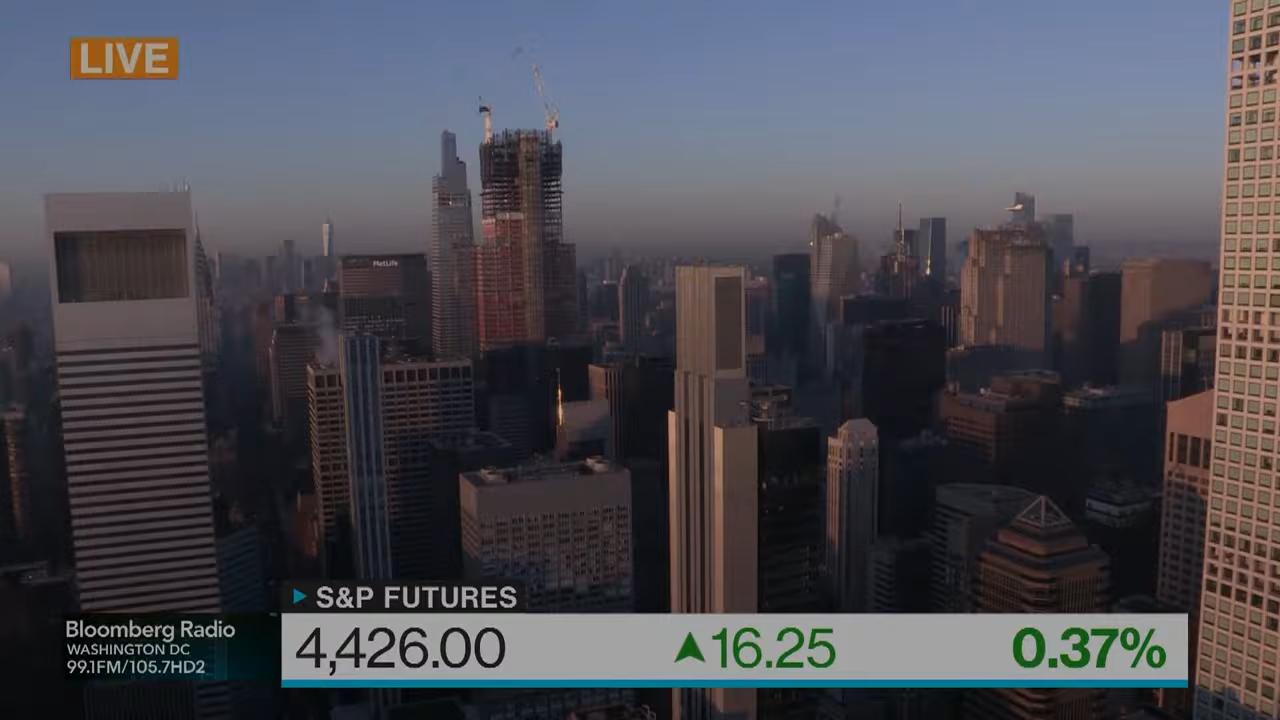 LIVE
MetLife
S&P FUTURES
4,426.00 ▲16.25 0.37%
Bloomberg Radio
WASHINGTON DC
99.1FM/105.7HD2